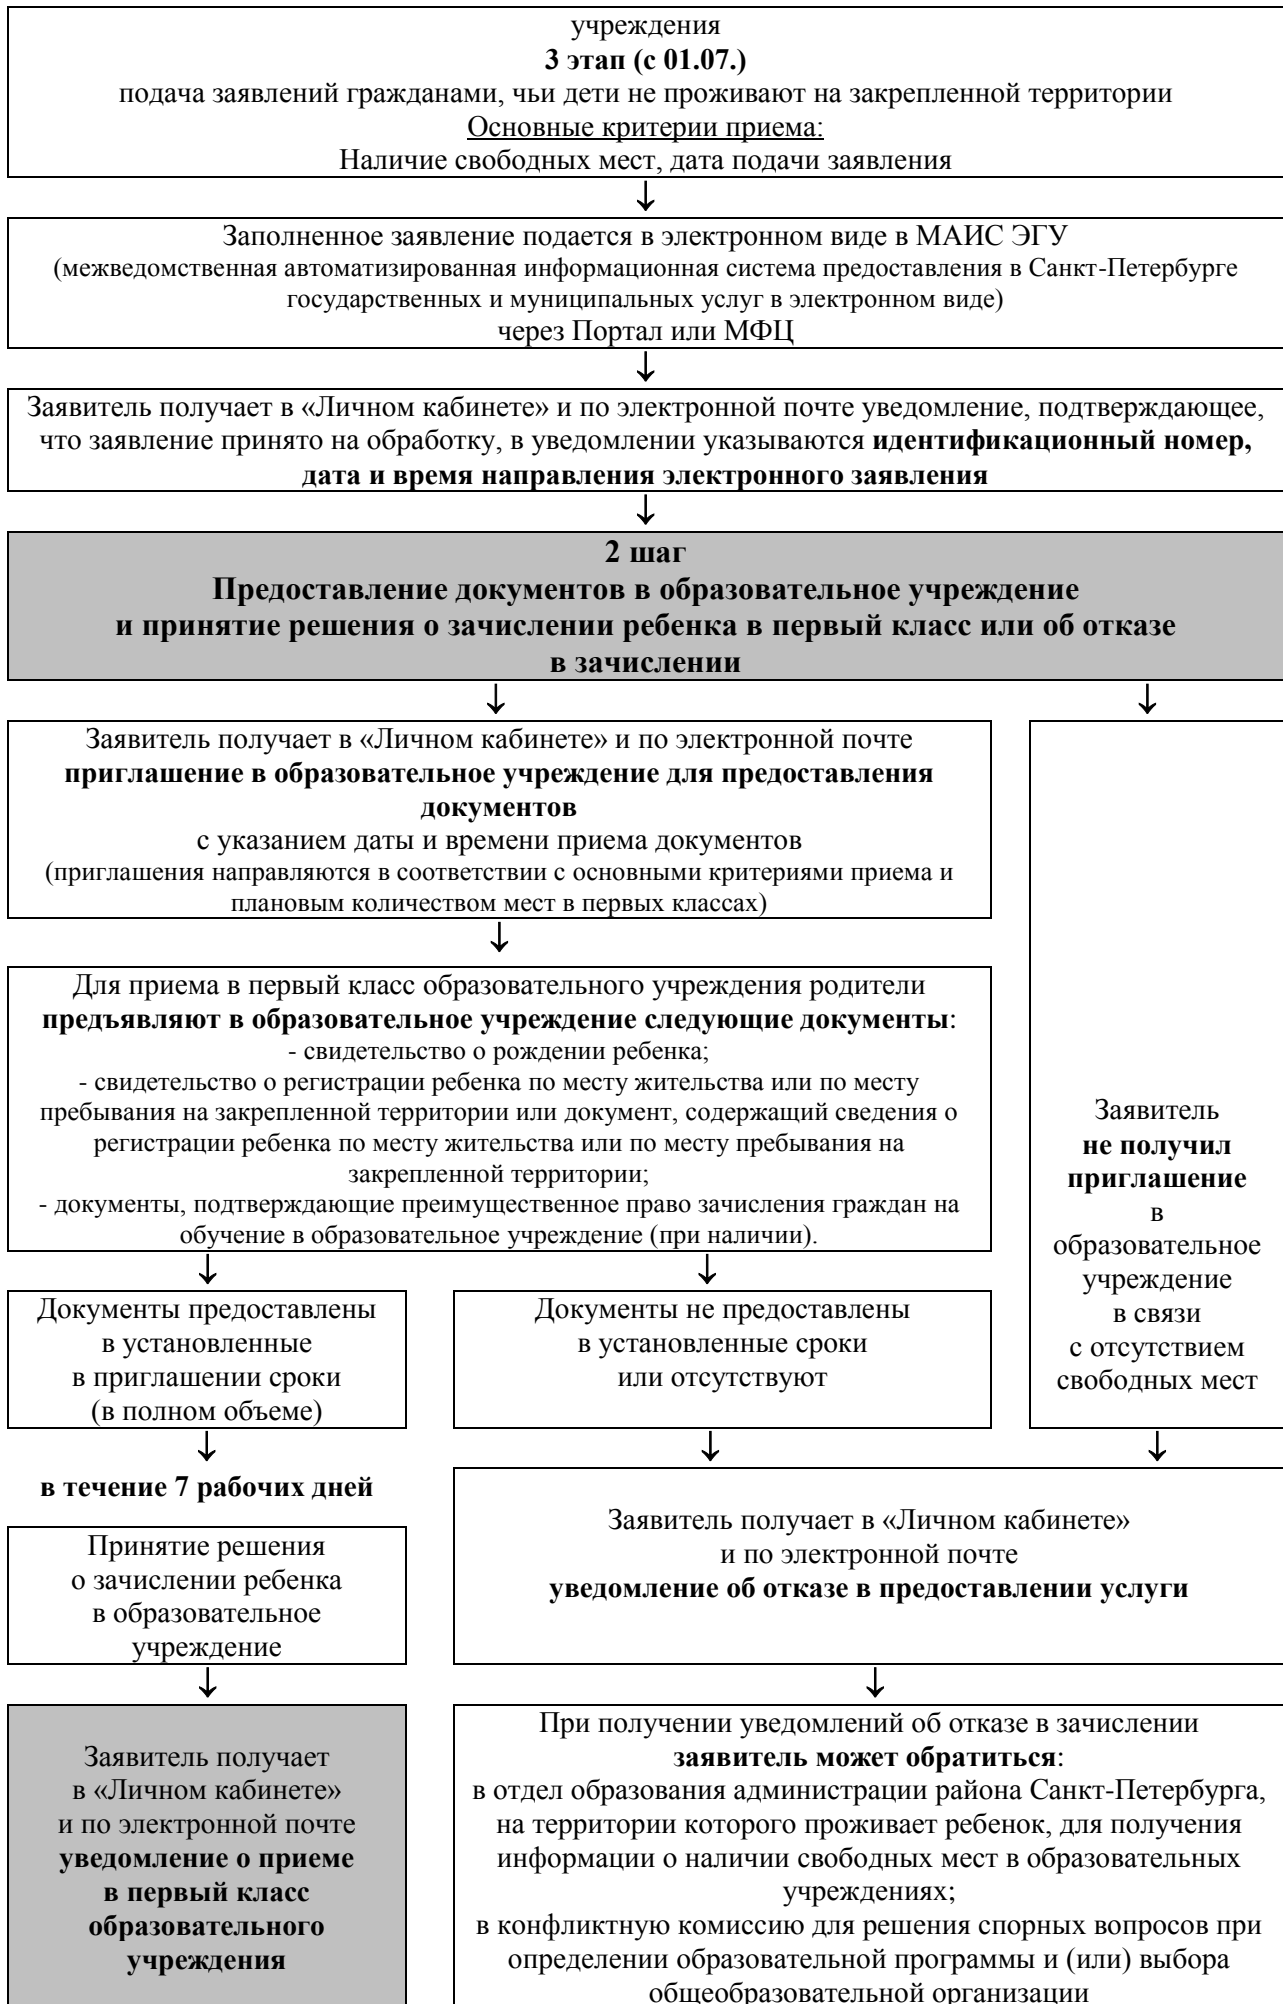 учреждения
3 этап (с 01.07.)
подача заявлений гражданами, чьи дети не проживают на закрепленной территории
Основные критерии приема:
Наличие свободных мест, дата подачи заявления
↓
Заполненное заявление подается в электронном виде в МАИС ЭГУ
(межведомственная автоматизированная информационная система предоставления в Санкт-Петербурге
государственных и муниципальных услуг в электронном виде)
через Портал или МФЦ
↓
Заявитель получает в «Личном кабинете» и по электронной почте уведомление, подтверждающее,
что заявление принято на обработку, в уведомлении указываются идентификационный номер,
дата и время направления электронного заявления
↓
2 шаг
Предоставление документов в образовательное учреждение
и принятие решения о зачислении ребенка в первый класс или об отказе
в зачислении
↓ ↓
Заявитель получает в «Личном кабинете» и по электронной почте
приглашение в образовательное учреждение для предоставления
документов
с указанием даты и времени приема документов
(приглашения направляются в соответствии с основными критериями приема и
плановым количеством мест в первых классах)
↓
Для приема в первый класс образовательного учреждения родители
предъявляют в образовательное учреждение следующие документы:
- свидетельство о рождении ребенка;
- свидетельство о регистрации ребенка по месту жительства или по месту
пребывания на закрепленной территории или документ, содержащий сведения о
регистрации ребенка по месту жительства или по месту пребывания на
закрепленной территории;
- документы, подтверждающие преимущественное право зачисления граждан на
обучение в образовательное учреждение (при наличии).
↓ ↓
Документы предоставлены
в установленные
в приглашении сроки
(в полном объеме)
Документы не предоставлены
в установленные сроки
или отсутствуют
Заявитель
не получил
приглашение
в
образовательное
учреждение
в связи
с отсутствием
свободных мест
↓ ↓ ↓
в течение 7 рабочих дней
Принятие решения
о зачислении ребенка
в образовательное
учреждение
Заявитель получает в «Личном кабинете»
и по электронной почте
уведомление об отказе в предоставлении услуги
↓ ↓
Заявитель получает
в «Личном кабинете»
и по электронной почте
уведомление о приеме
в первый класс
образовательного
учреждения
При получении уведомлений об отказе в зачислении
заявитель может обратиться:
в отдел образования администрации района Санкт-Петербурга,
на территории которого проживает ребенок, для получения
информации о наличии свободных мест в образовательных
учреждениях;
в конфликтную комиссию для решения спорных вопросов при
определении образовательной программы и (или) выбора
общеобразовательной организации